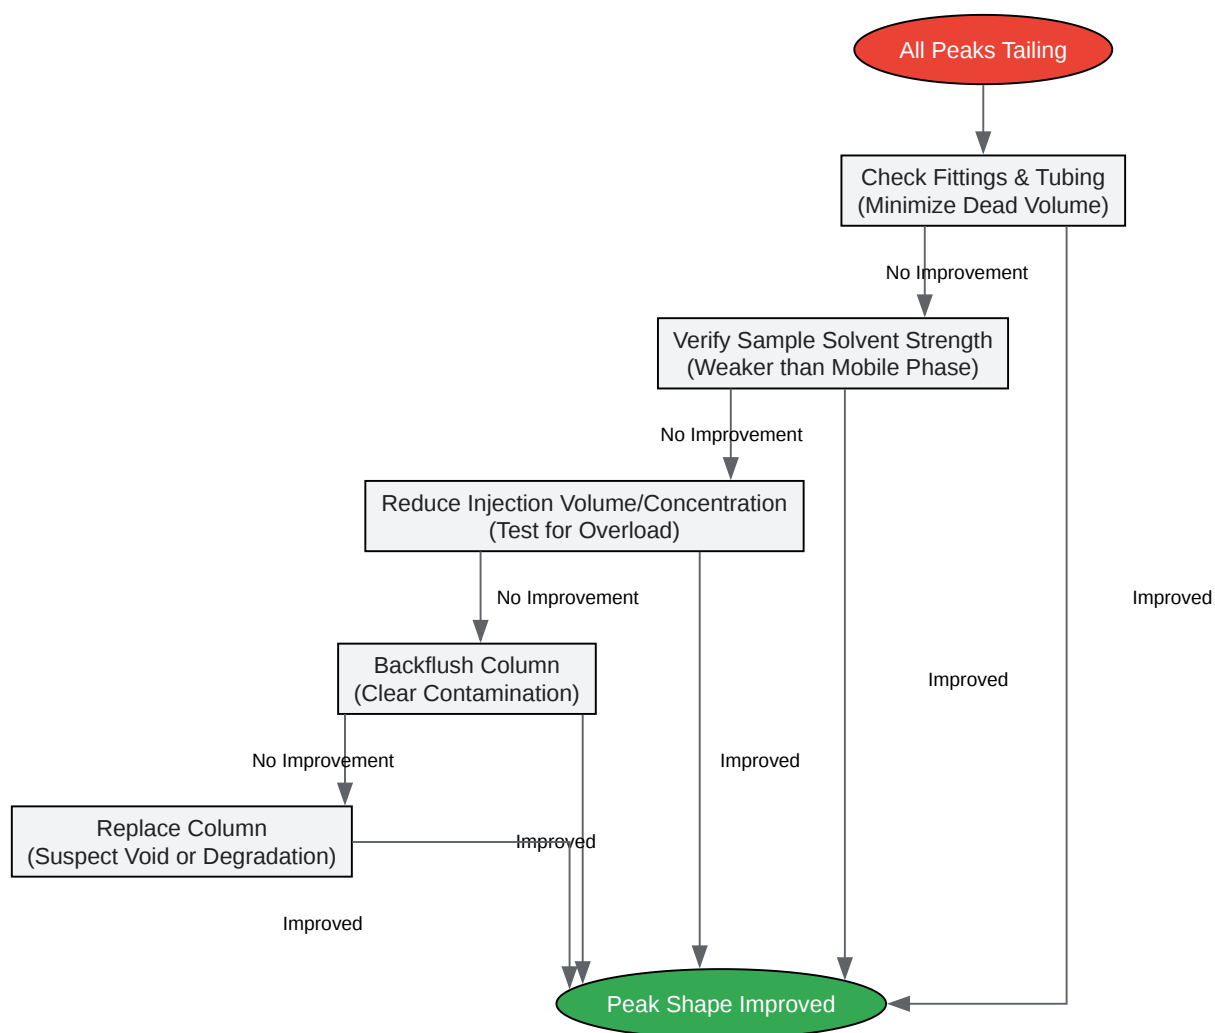 All Peaks Tailing
Check Fittings & Tubing
(Minimize Dead Volume)
No Improvement
Verify Sample Solvent Strength
(Weaker than Mobile Phase)
No Improvement
Reduce Injection Volume/Concentration
(Test for Overload)
No Improvement
Improved
Backflush Column
(Clear Contamination)
Improved
No Improvement
Improved
Replace Column
(Suspect Void or Degradation)
Improved
Improved
Peak Shape Improved